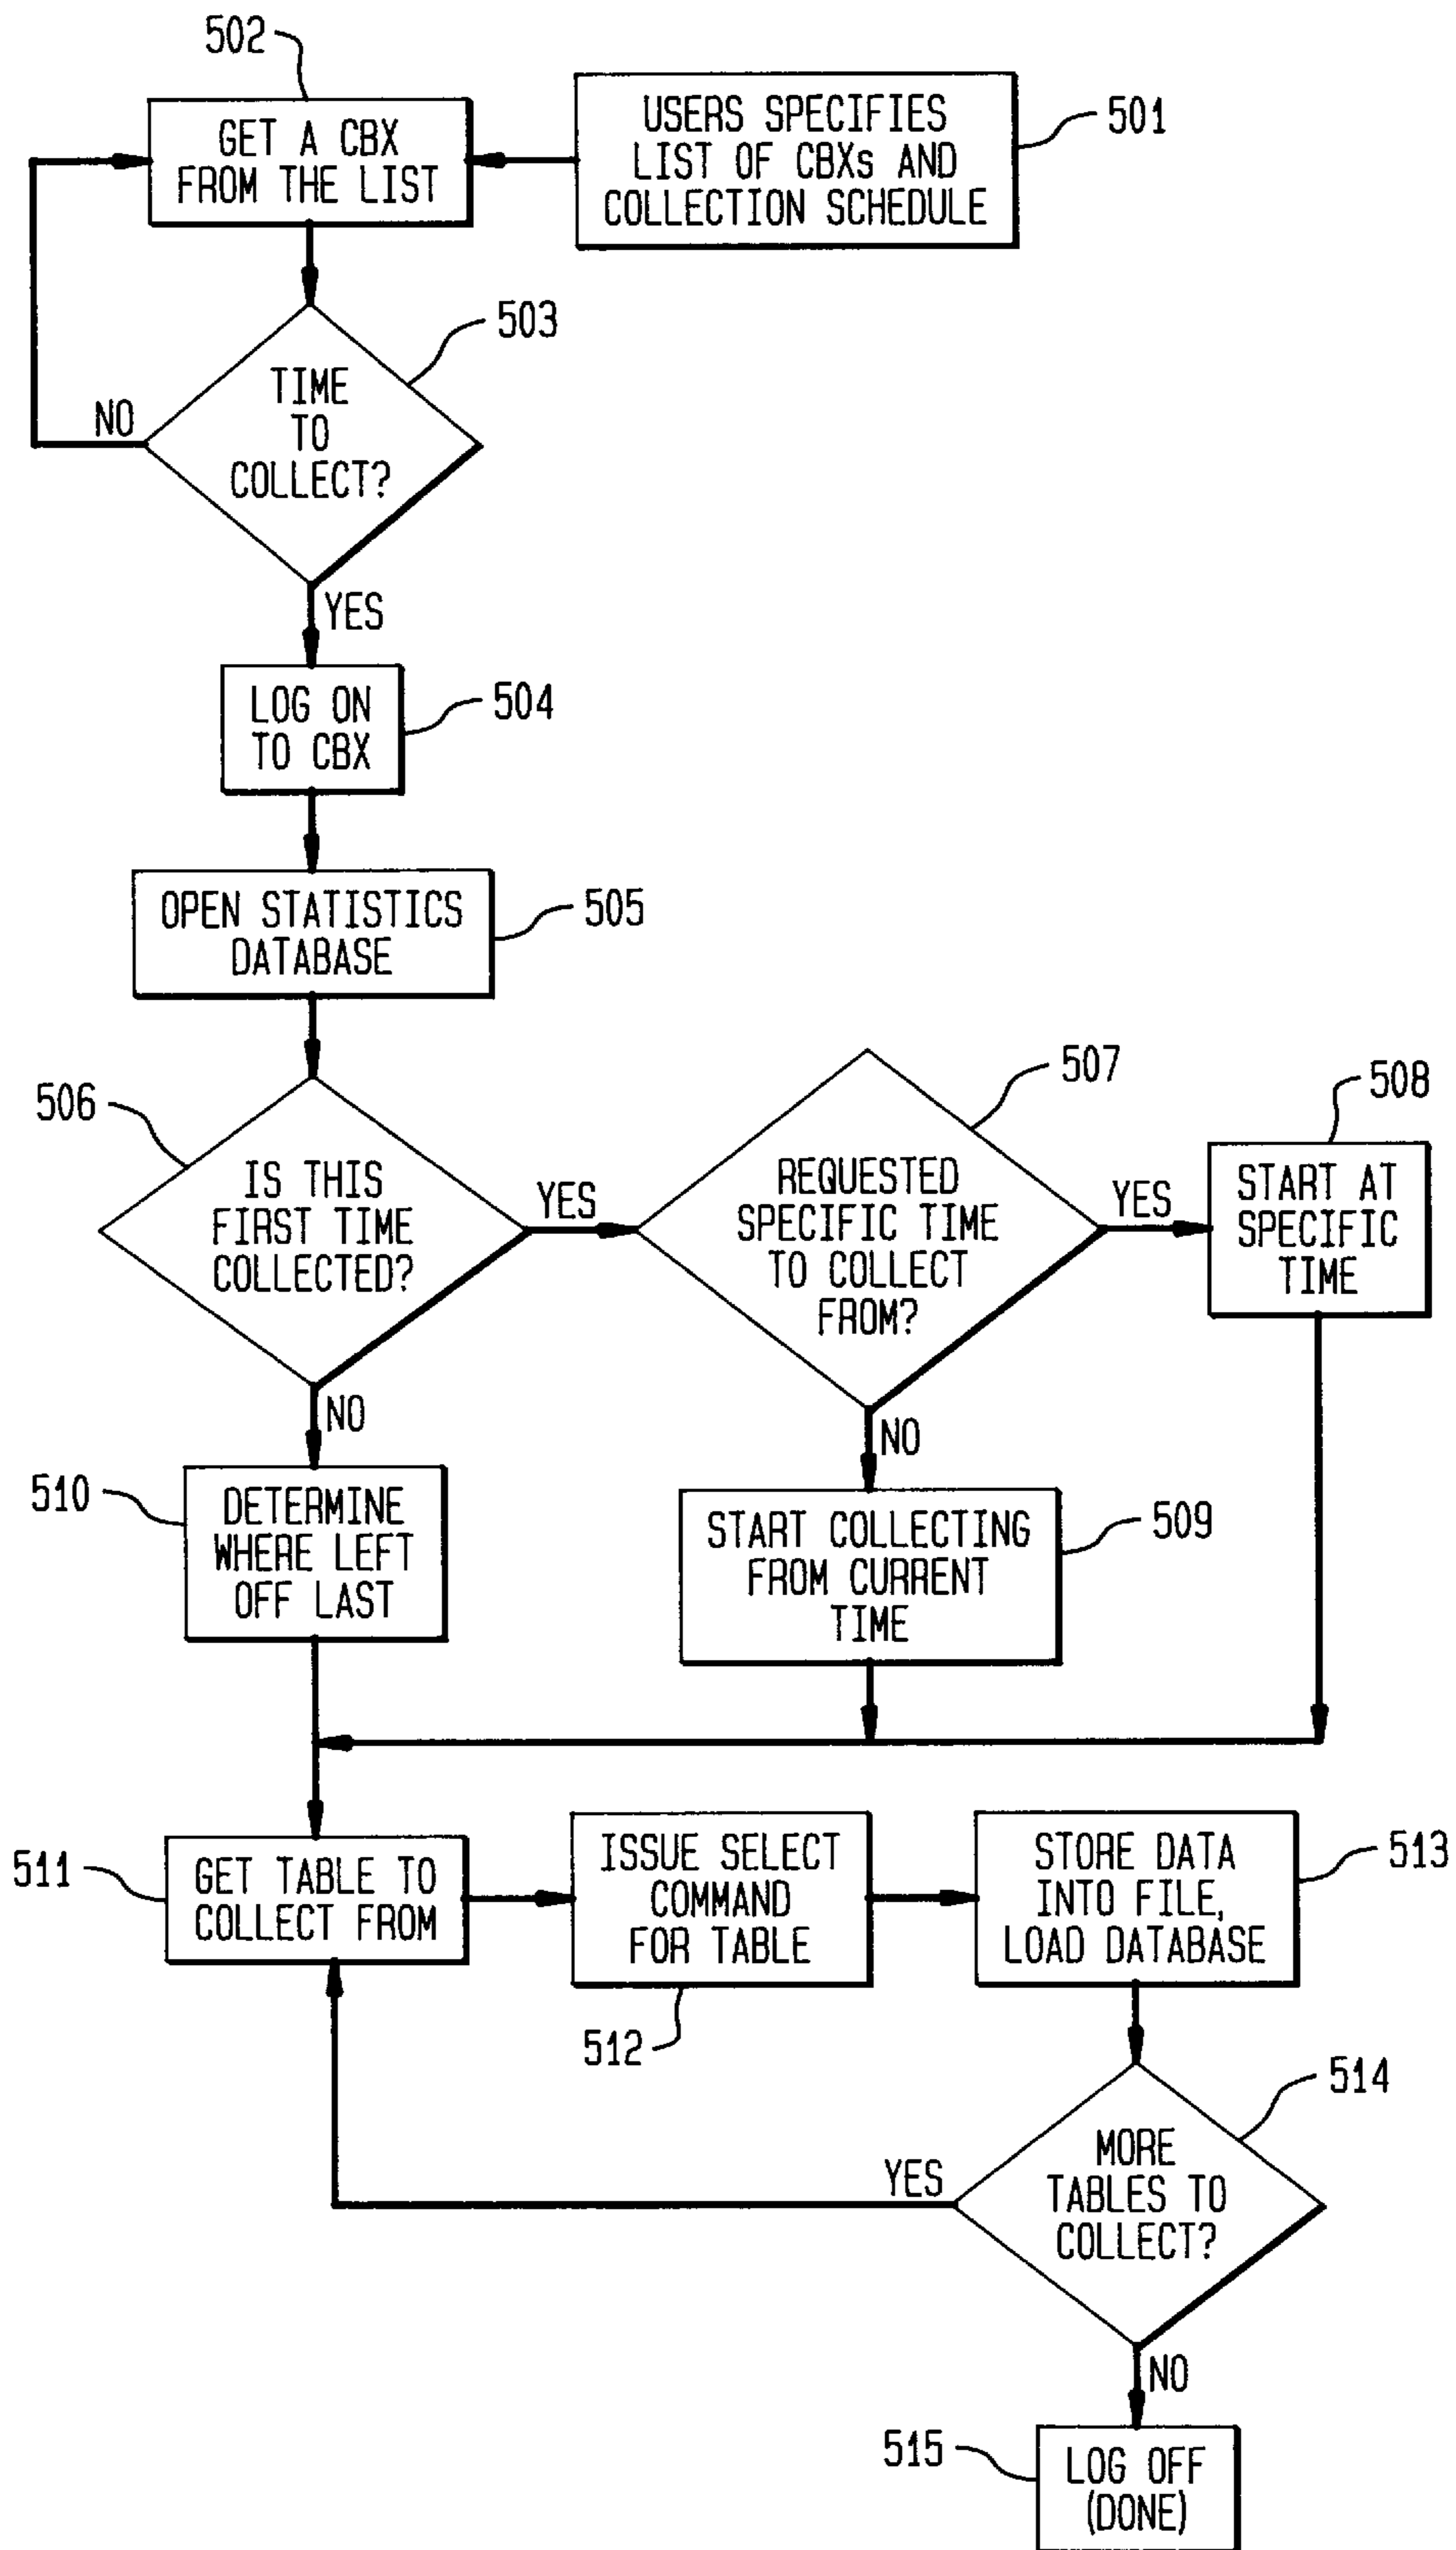 502
GET A CBX
FROM THE LIST
USERS SPECIFIES
LIST OF CBXs AND
COLLECTION SCHEDULE
501
503
TIME
TO
COLLECT?
NO
YES
LOG ON
TO CBX
504
OPEN STATISTICS
DATABASE
505
506
IS THIS
FIRST TIME
COLLECTED?
YES
507
REQUESTED
SPECIFIC TIME
TO COLLECT
FROM?
YES
508
START AT
SPECIFIC
TIME
NO
NO
510
DETERMINE
WHERE LEFT
OFF LAST
START COLLECTING
FROM CURRENT
TIME
509
511
GET TABLE TO
COLLECT FROM
ISSUE SELECT
COMMAND
FOR TABLE
512
STORE DATA
INTO FILE,
LOAD DATABASE
513
514
MORE
TABLES TO
COLLECT?
YES
NO
515
LOG OFF
(DONE)